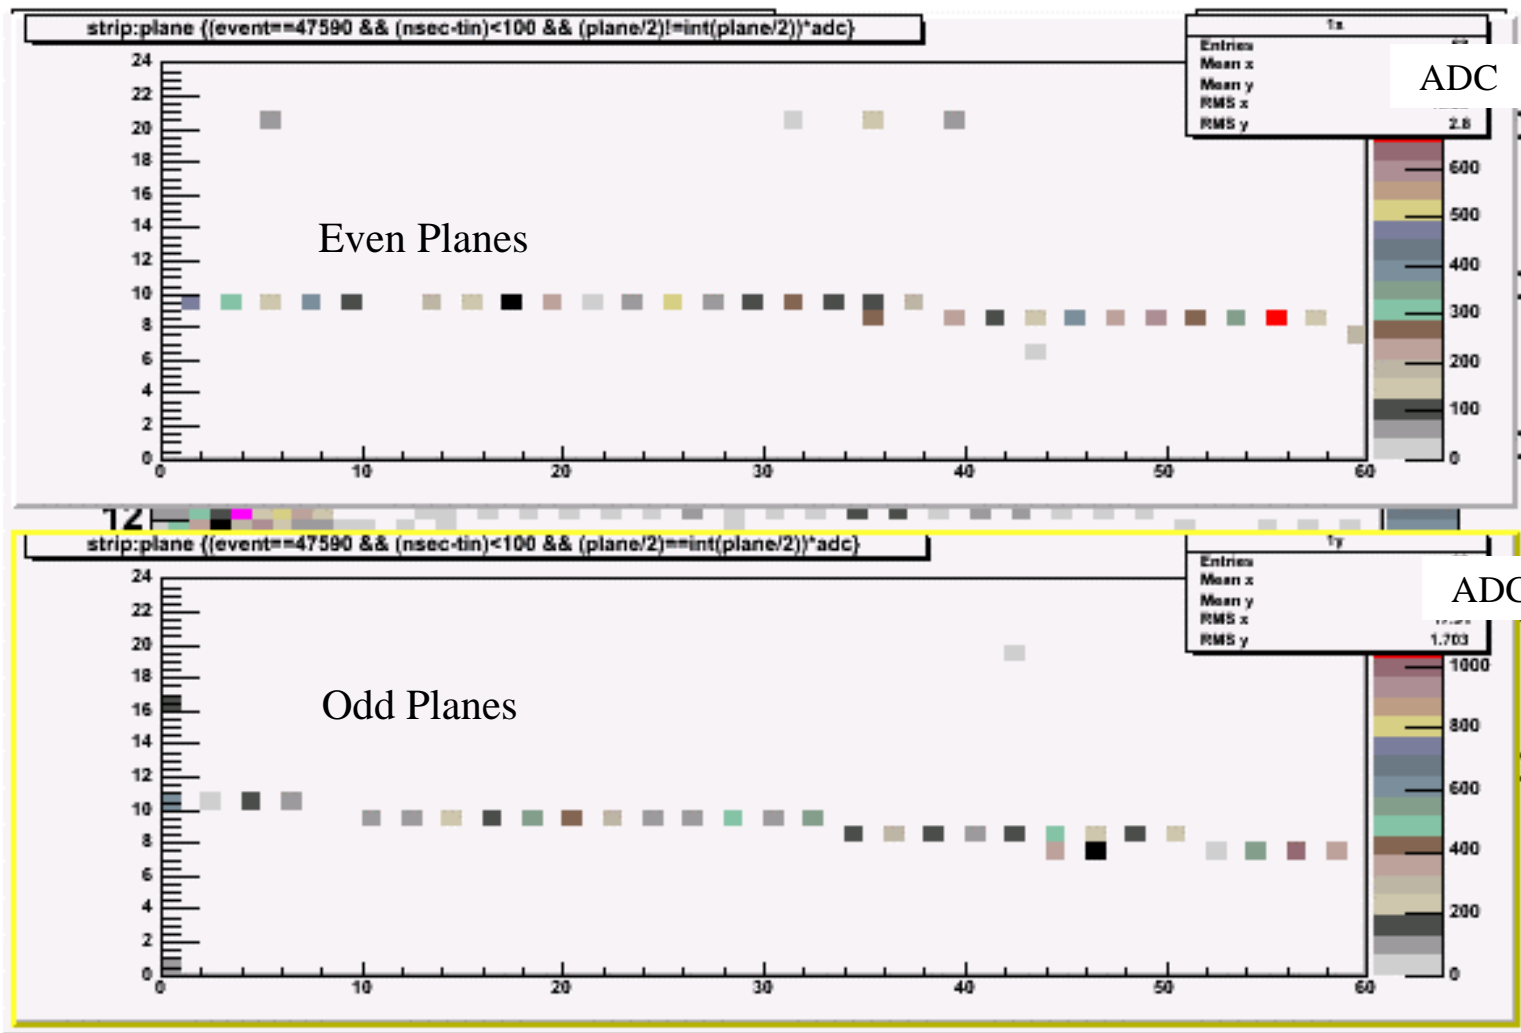 strip:plane {(event==47590 && (nsec-tin)<100 && (plane/2)!=int(plane/2))*adc}
1x
Entries
Mean x
Mean y
RMS x
RMS y 2.8
ADC
24
22
20
18
16
14
12
10
8
6
4
2
0
Even Planes
0 10 20 30 40 50 60
600
500
400
300
200
100
0
12
strip:plane {(event==47590 && (nsec-tin)<100 && (plane/2)==int(plane/2))*adc}
1y
Entries
Mean x
Mean y
RMS x
RMS y 1.703
ADC
24
22
20
18
16
14
12
10
8
6
4
2
0
Odd Planes
0 10 20 30 40 50 60
1000
800
600
400
200
0